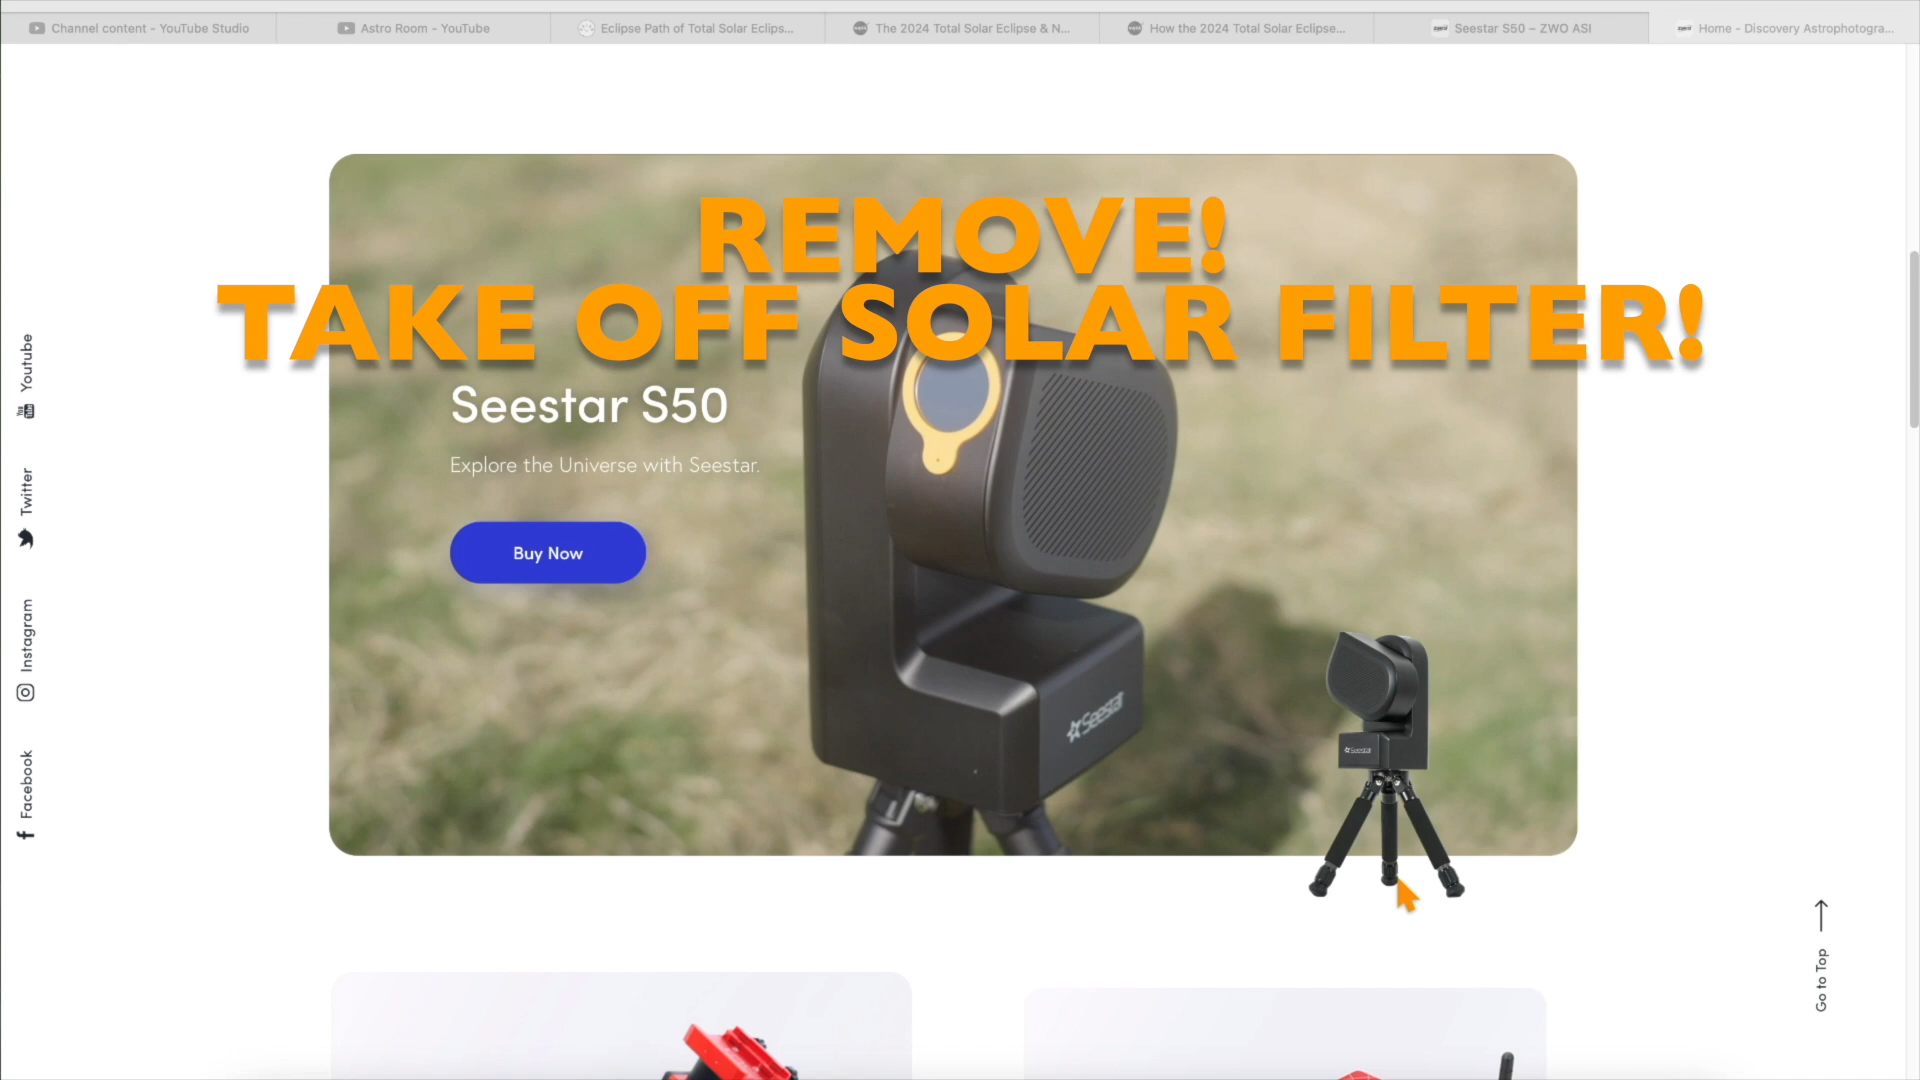 Channel content - YouTube Studio
Astro Room - YouTube
Eclipse Path of Total Solar Eclips...
The 2024 Total Solar Eclipse & N...
How the 2024 Total Solar Eclipse...
Seestar S50 – ZWO ASI
Home - Discovery Astrophotogra...
REMOVE!
TAKE OFF SOLAR FILTER!
Seestar S50
Explore the Universe with Seestar.
Buy Now
Seestar
Seestar
Youtube
Twitter
Instagram
Facebook
Go to Top